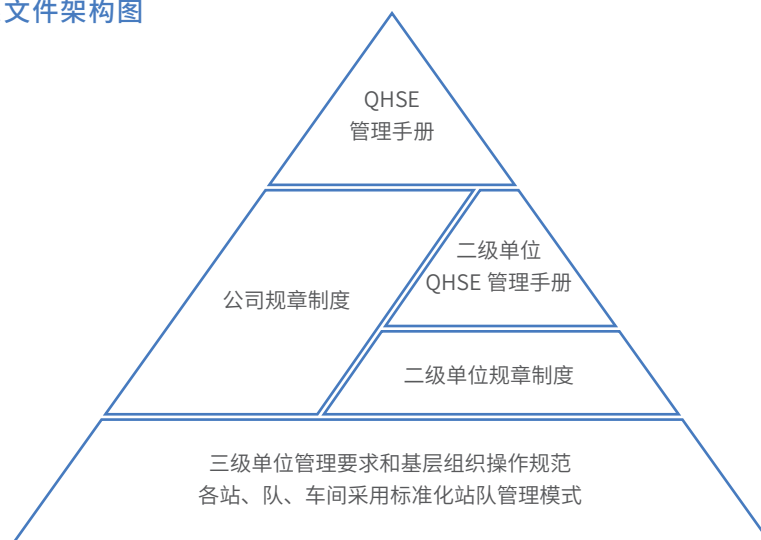 文件架构图
QHSE
管理手册
公司规章制度
二级单位
QHSE 管理手册
二级单位规章制度
三级单位管理要求和基层组织操作规范
各站、队、车间采用标准化站队管理模式